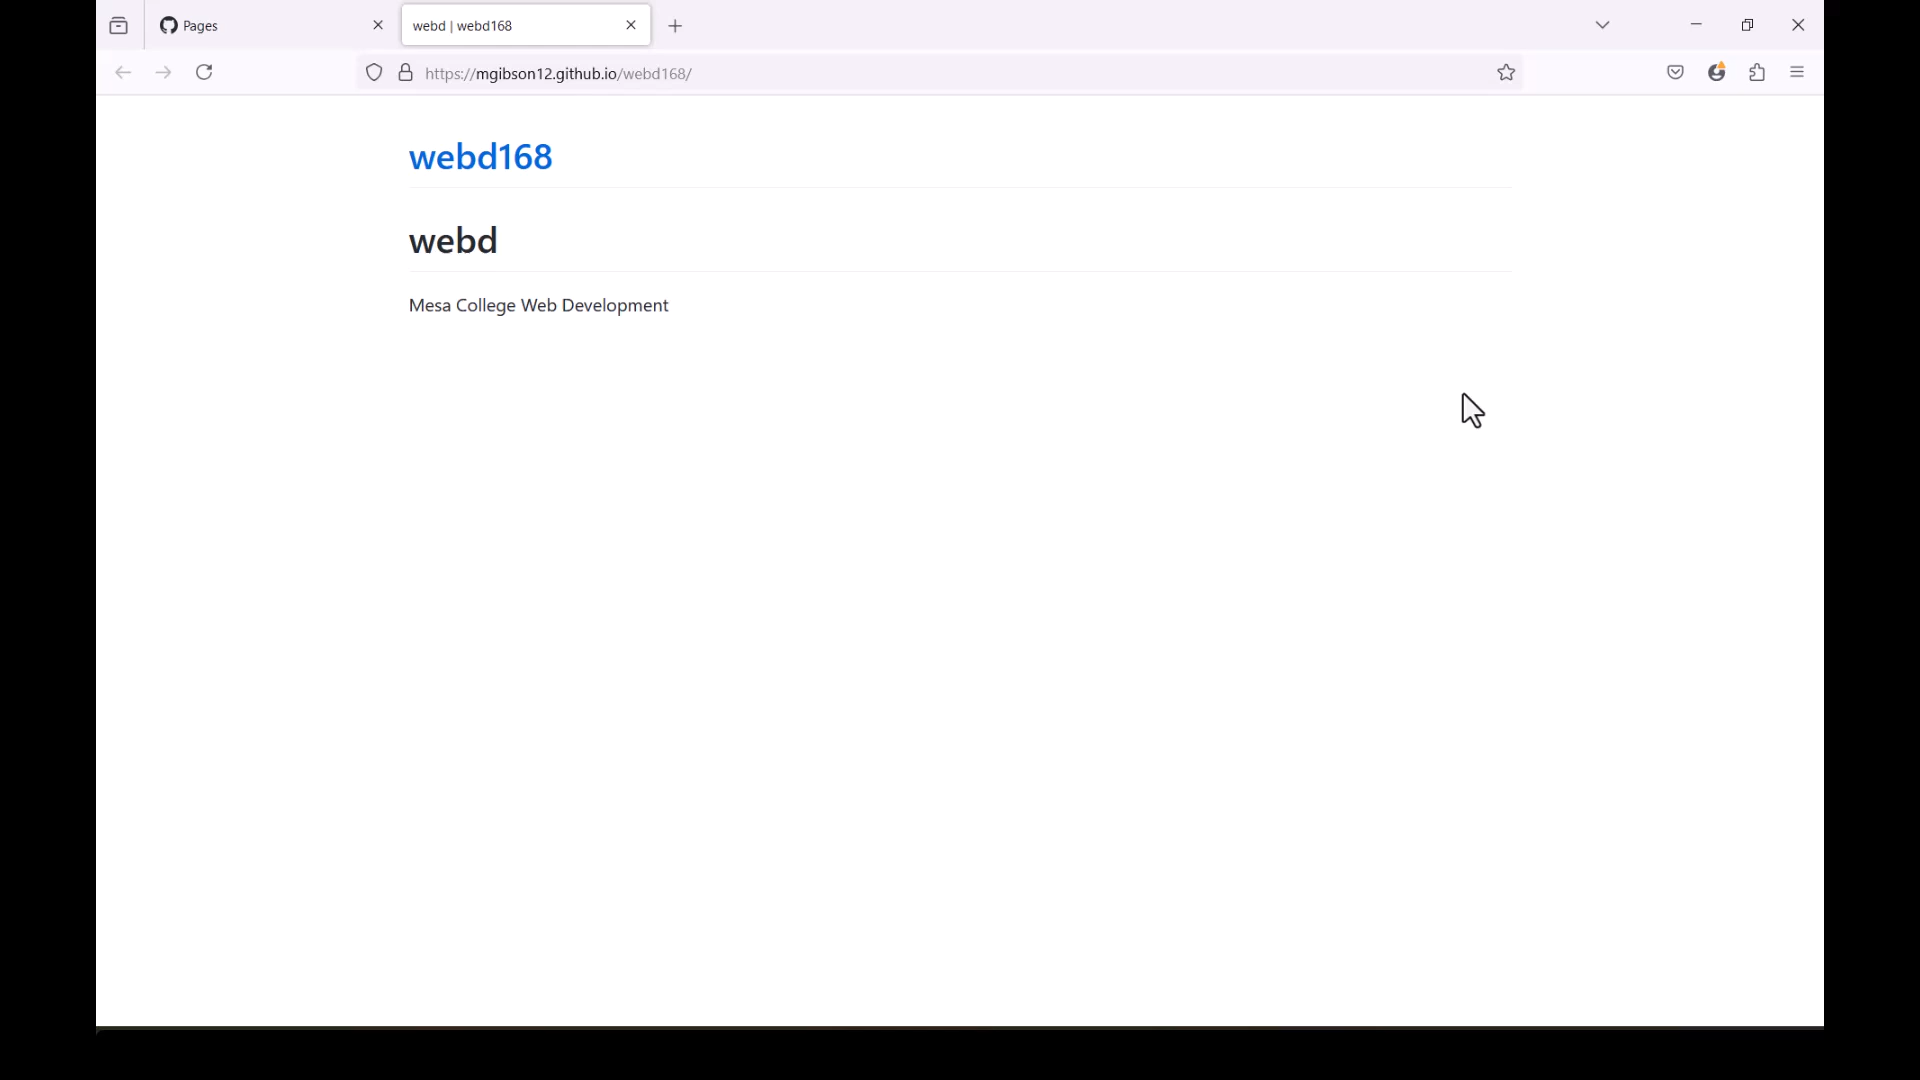 Pages
webd | webd168
https://mgibson12.github.io/webd168/
webd168
webd
Mesa College Web Development